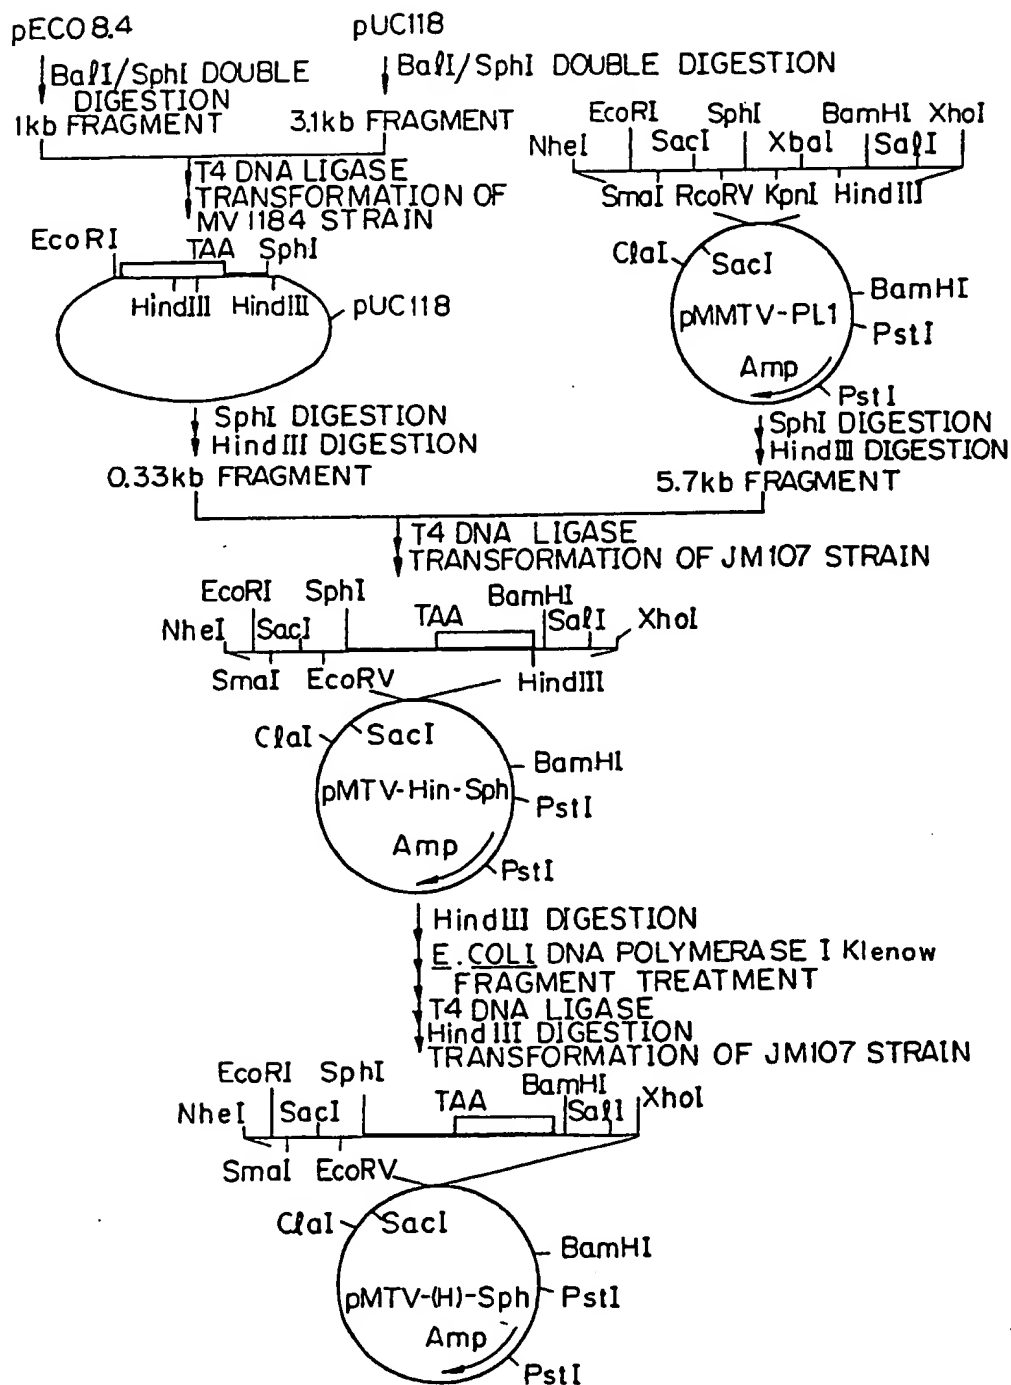 pECO 8.4
pUC118
BalI/SphI DOUBLE
DIGESTION
1kb FRAGMENT
BalI/SphI DOUBLE DIGESTION
3.1kb FRAGMENT
EcoRI SphI BamHI XhoI
NheI SacI XbaI SalI
SmaI RcoRV KpnI HindIII
T4 DNA LIGASE
TRANSFORMATION OF
MV 1184 STRAIN
EcoRI TAA SphI
HindIII HindIII
pUC118
ClaI SacI
pMMTV-PL1
BamHI
PstI
Amp
PstI
SphI DIGESTION
HindIII DIGESTION
0.33kb FRAGMENT
SphI DIGESTION
HindIII DIGESTION
5.7kb FRAGMENT
T4 DNA LIGASE
TRANSFORMATION OF JM107 STRAIN
EcoRI SphI BamHI
NheI SacI TAA SalI XhoI
SmaI EcoRV HindIII
ClaI SacI
BamHI
pMTV-Hin-Sph
PstI
Amp
PstI
HindIII DIGESTION
E.COLI DNA POLYMERASE I Klenow
FRAGMENT TREATMENT
T4 DNA LIGASE
HindIII DIGESTION
TRANSFORMATION OF JM107 STRAIN
EcoRI SphI BamHI
NheI SacI TAA SalI XhoI
SmaI EcoRV
ClaI SacI
BamHI
pMTV-(H)-Sph
PstI
Amp
PstI